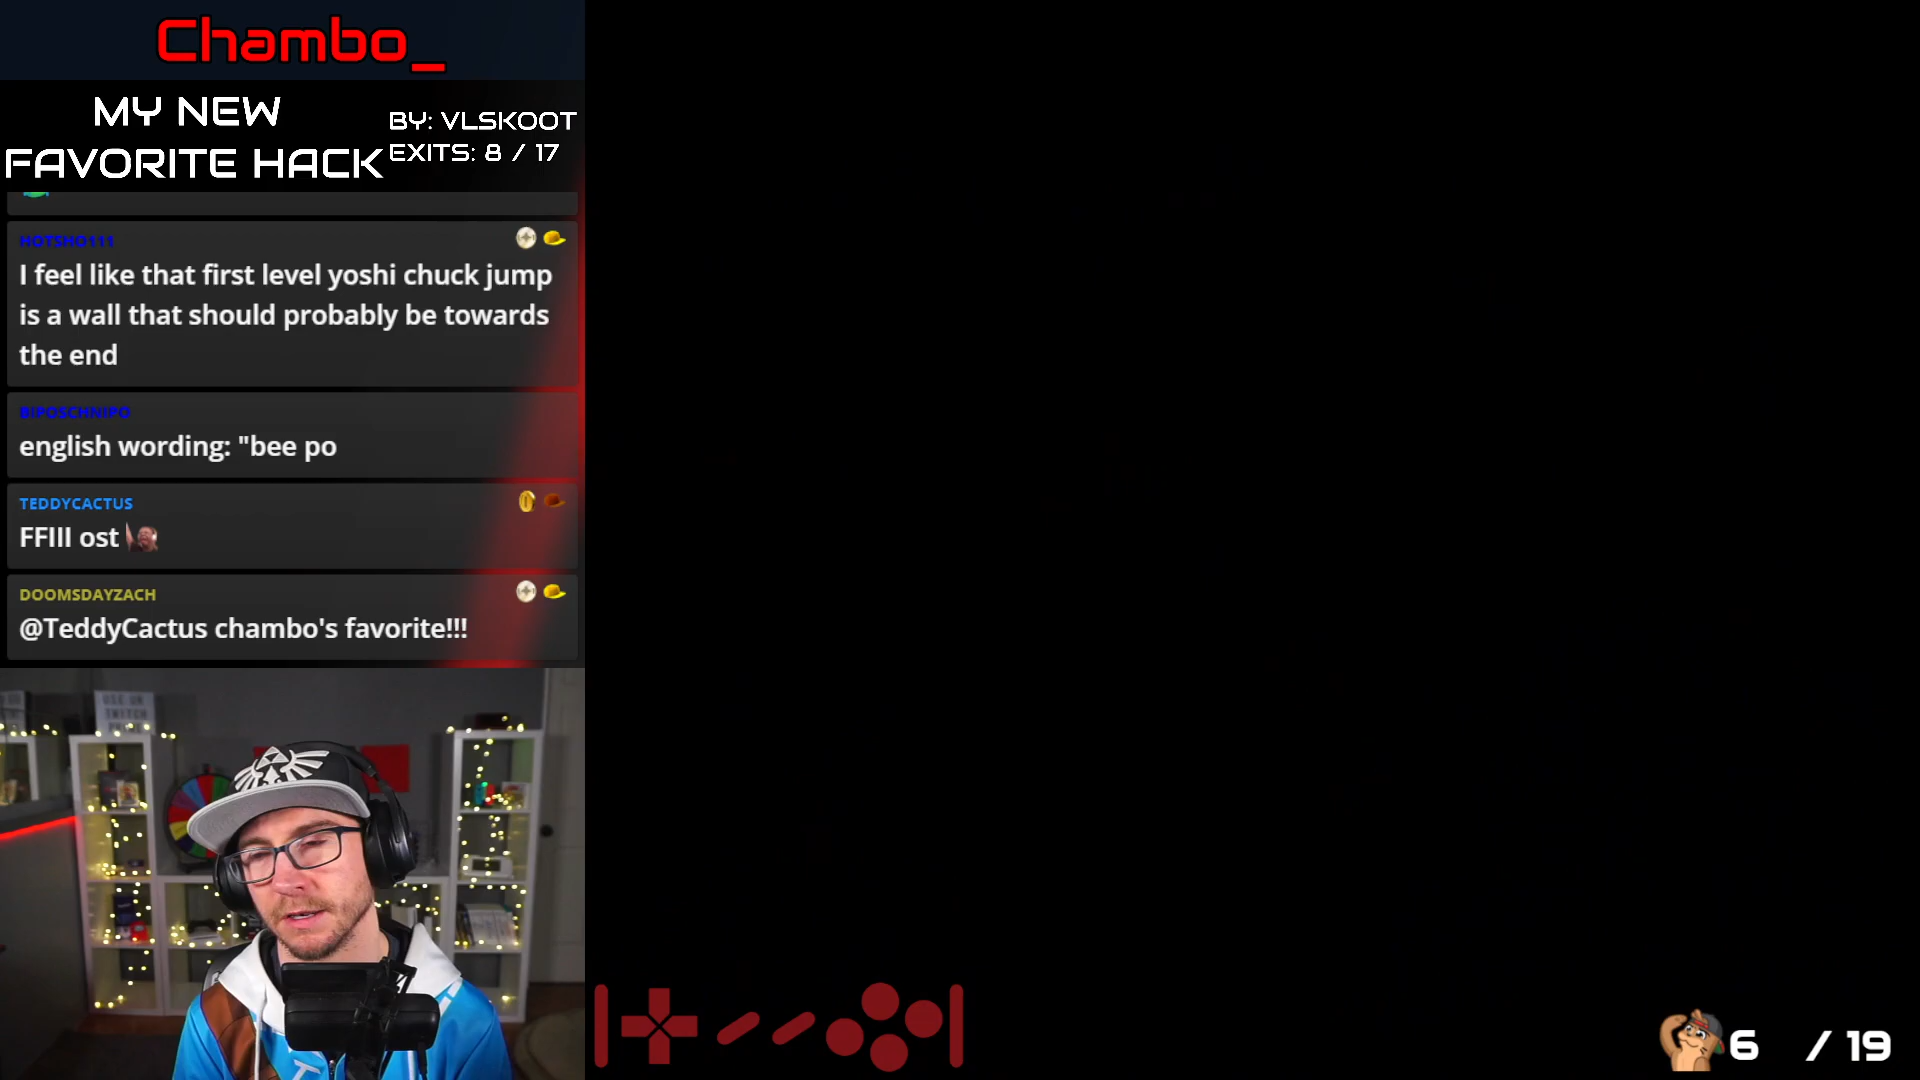 Chambo_
MY NEW
FAVORITE HACK
BY: VLSKOOT
EXITS: 8 / 17
HOTSHO111
I feel like that first level yoshi chuck jump
is a wall that should probably be towards
the end
BIPOSCHNIPO
english wording: "bee po
TEDDYCACTUS
FFIII ost
DOOMSDAYZACH
@TeddyCactus chambo's favorite!!!
6 / 19